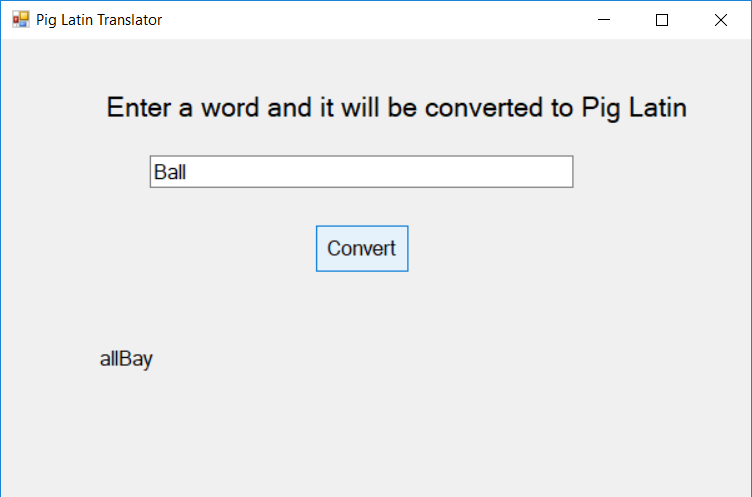 Pig Latin Translator
Enter a word and it will be converted to Pig Latin
Ball
Convert
allBay